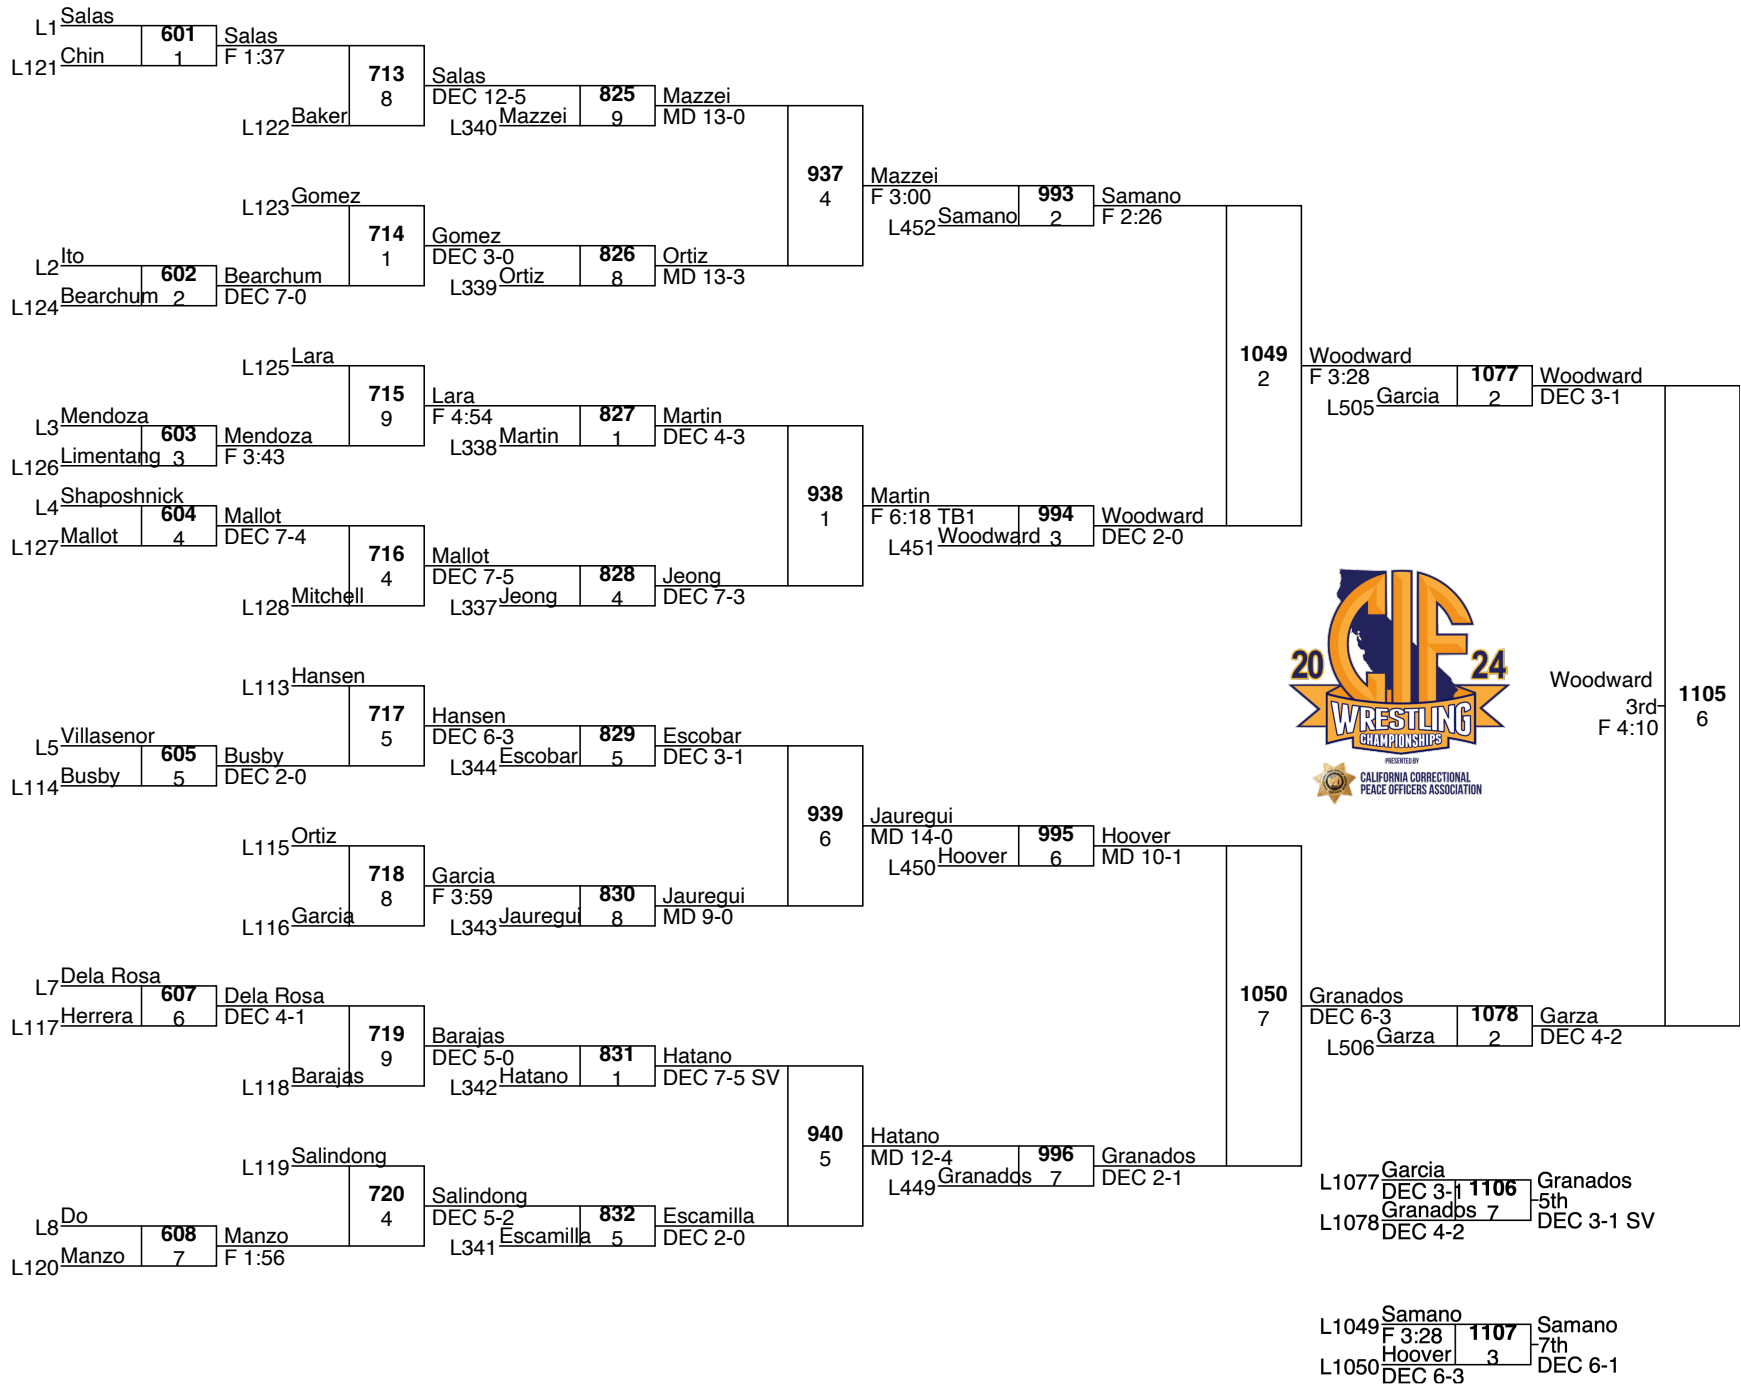 L1 Salas
601
L121 Chin
1
Salas
F 1:37
713
8
L122 Baker
Salas
DEC 12-5
L340 Mazzei
825
9
Mazzei
MD 13-0
937
4
L123 Gomez
714
1
L2 Ito
602
L124 Bearchum
2
Bearchum
DEC 7-0
Gomez
DEC 3-0
L339 Ortiz
826
8
Ortiz
MD 13-3
Mazzei
F 3:00
L452 Samano
993
2
Samano
F 2:26
1049
2
L125 Lara
715
9
L3 Mendoza
603
L126 Limentang
3
Mendoza
F 3:43
Lara
F 4:54
L338 Martin
827
1
Martin
DEC 4-3
938
1
L4 Shaposhnick
604
L127 Mallot
4
Mallot
DEC 7-4
716
4
L128 Mitchell
Mallot
DEC 7-5
L337 Jeong
828
4
Jeong
DEC 7-3
Martin
F 6:18 TB1
L451 Woodward
994
3
Woodward
DEC 2-0
Woodward
F 3:28
L505 Garcia
1077
2
Woodward
DEC 3-1
L113 Hansen
717
5
L5 Villasenor
605
L114 Busby
5
Busby
DEC 2-0
Hansen
DEC 6-3
L344 Escobar
829
5
Escobar
DEC 3-1
939
6
L115 Ortiz
718
8
L116 Garcia
Garcia
F 3:59
L343 Jauregui
830
8
Jauregui
MD 9-0
Jauregui
MD 14-0
L450 Hoover
995
6
Hoover
MD 10-1
1050
7
20 CIF 24
WRESTLING
CHAMPIONSHIPS
PRESENTED BY
CALIFORNIA CORRECTIONAL
PEACE OFFICERS ASSOCIATION
Woodward
3rd
F 4:10
1105
6
L7 Dela Rosa
607
L117 Herrera
6
Dela Rosa
DEC 4-1
719
9
L118 Barajas
Barajas
DEC 5-0
L342 Hatano
831
1
Hatano
DEC 7-5 SV
940
5
L119 Salindong
720
4
L8 Do
608
L120 Manzo
7
Manzo
F 1:56
Salindong
DEC 5-2
L341 Escamilla
832
5
Escamilla
DEC 2-0
Hatano
MD 12-4
L449 Granados
996
7
Granados
DEC 2-1
Granados
DEC 6-3
L506 Garza
1078
2
Garza
DEC 4-2
L1077 Garcia
DEC 3-1
1106
L1078 Granados
7
DEC 4-2
Granados
5th
DEC 3-1 SV
L1049 Samano
F 3:28
1107
L1050 Hoover
3
DEC 6-3
Samano
7th
DEC 6-1